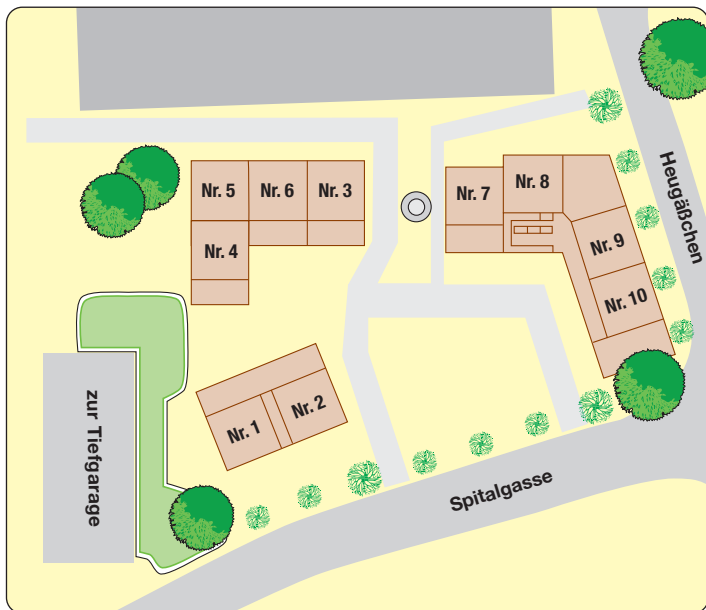 Nr. 5
Nr. 6
Nr. 3
Nr. 4
Nr. 7
Nr. 8
Nr. 9
Nr. 10
Heugäßchen
Nr. 1
Nr. 2
zur Tiefgarage
Spitalgasse